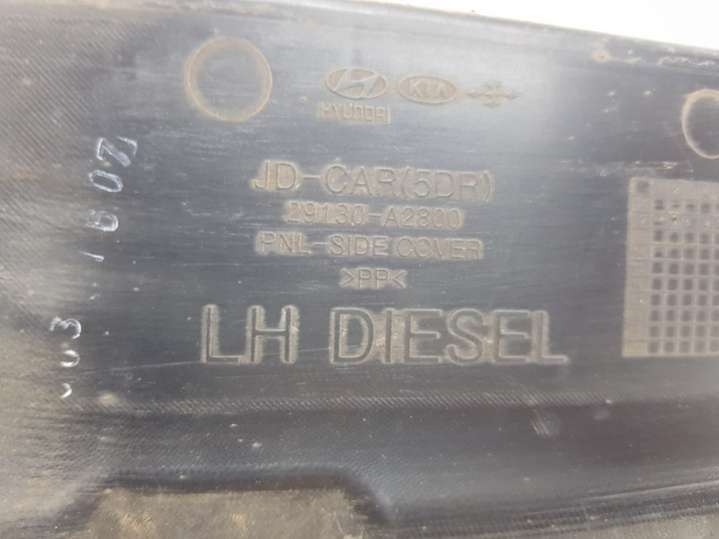 KIA
HYUNDAI
JD-CAR(5DR)
29130-A2800
PNL-SIDE COVER
>PP<
LH DIESEL